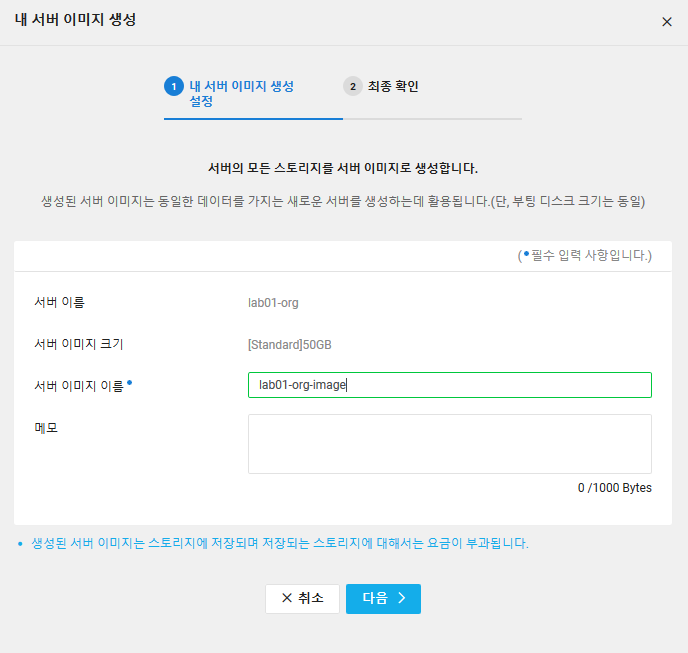 내 서버 이미지 생성
1 내 서버 이미지 생성
설정
2 최종 확인
서버의 모든 스토리지를 서버 이미지로 생성합니다.
생성된 서버 이미지는 동일한 데이터를 가지는 새로운 서버를 생성하는데 활용됩니다.(단, 부팅 디스크 크기는 동일)
(•필수 입력 사항입니다.)
서버 이름 lab01-org
서버 이미지 크기 [Standard]50GB
서버 이미지 이름• lab01-org-image
메모
0 /1000 Bytes
• 생성된 서버 이미지는 스토리지에 저장되며 저장되는 스토리지에 대해서는 요금이 부과됩니다.
취소 다음